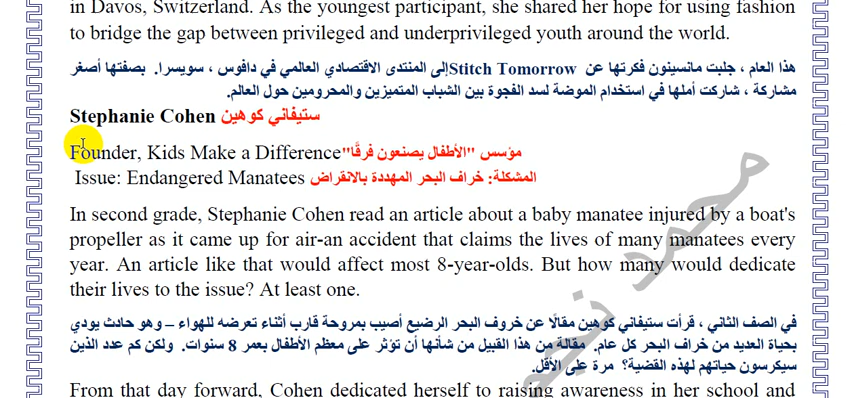 in Davos, Switzerland. As the youngest participant, she shared her hope for using fashion
to bridge the gap between privileged and underprivileged youth around the world.
هذا العام ، جلبت مانسينون فكرتها عن Stitch Tomorrowإلى المنتدى الاقتصادي العالمي في دافوس ، سويسرا. بصفتها أصغر
مشاركة ، شاركت أملها في استخدام الموضة لسد الفجوة بين الشباب المتميزين والمحرومين حول العالم.
Stephanie Cohen ستيفاني كوهين
Founder, Kids Make a Difference مؤسس "الأطفال يصنعون فرقًا"
Issue: Endangered Manatees المشكلة: خراف البحر المهددة بالانقراض
In second grade, Stephanie Cohen read an article about a baby manatee injured by a boat's
propeller as it came up for air-an accident that claims the lives of many manatees every
year. An article like that would affect most 8-year-olds. But how many would dedicate
their lives to the issue? At least one.
في الصف الثاني ، قرأت ستيفاني كوهين مقالًا عن خروف البحر الرضيع أصيب بمروحة قارب أثناء تعرضه للهواء – وهو حادث يودي
بحياة العديد من خراف البحر كل عام. مقالة من هذا القبيل من شأنها أن تؤثر على معظم الأطفال بعمر 8 سنوات. ولكن كم عدد الذين
سيكرسون حياتهم لهذه القضية؟ مرة على الأقل.
From that day forward, Cohen dedicated herself to raising awareness in her school and
محمد